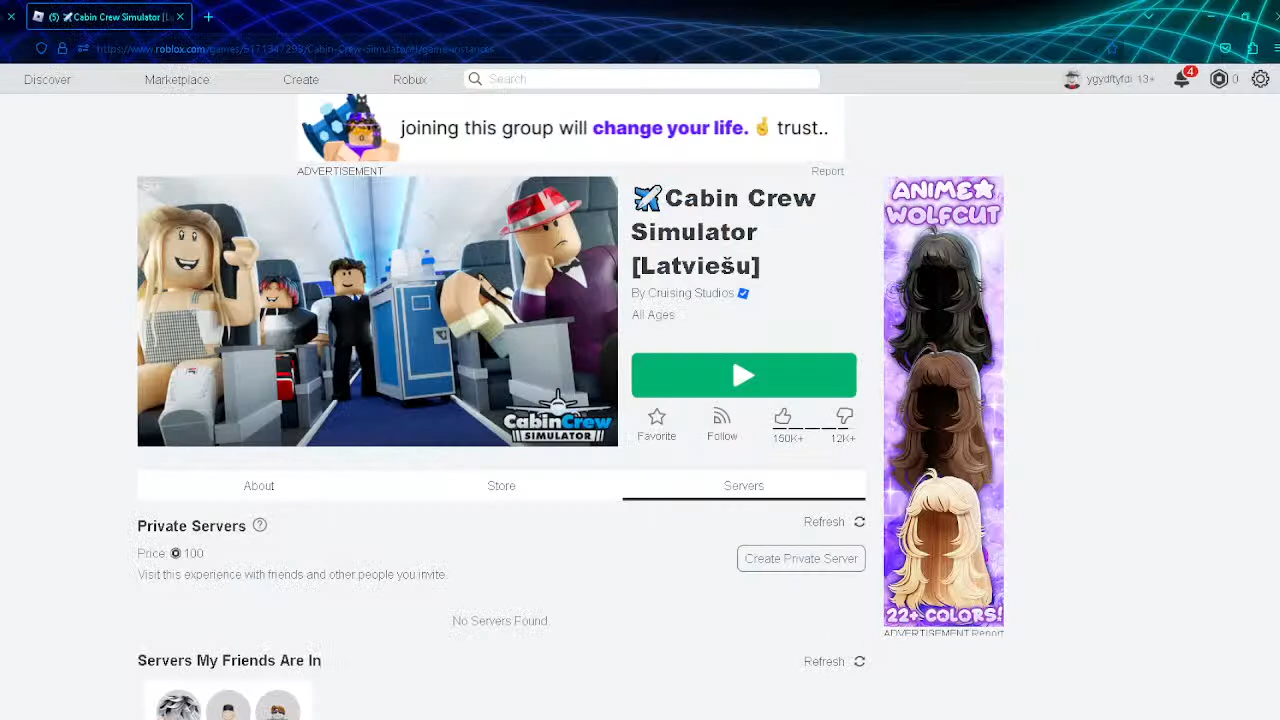 (5) ✈Cabin Crew Simulator [L
https://www.roblox.com/games/5171347293/Cabin-Crew-Simulator#!/game-instances
Discover
Marketplace
Create
Robux
Search
ygydftyfdi 13+
4
0
joining this group will change your life. ☝ trust..
ADVERTISEMENT
Report
✈Cabin Crew
Simulator
[Latviešu]
By Cruising Studios
All Ages
CabinCrew
SIMULATOR
Favorite
Follow
150K+
12K+
ANIME★
WOLFCUT
22+ COLORS!
ADVERTISEMENT Report
About
Store
Servers
Private Servers
Refresh
Price 100
Create Private Server
Visit this experience with friends and other people you invite.
No Servers Found.
Servers My Friends Are In
Refresh